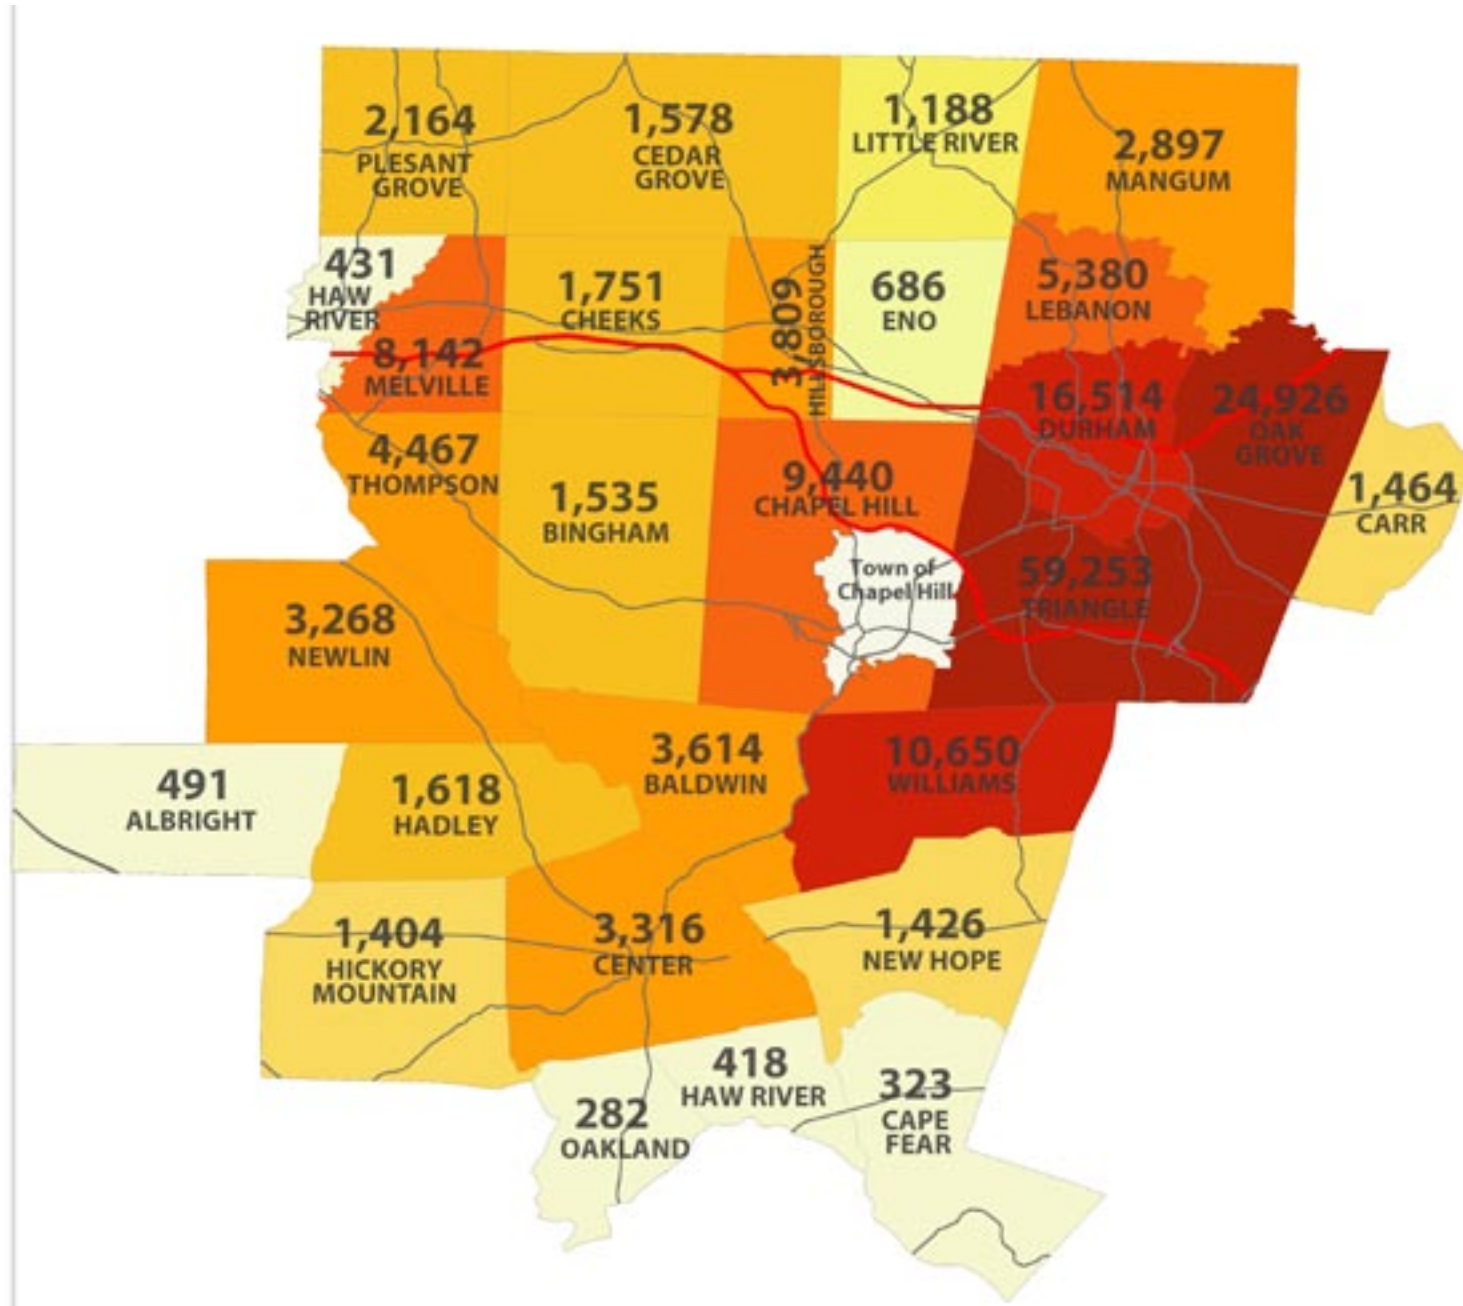 2,164
PLESANT
GROVE
1,578
CEDAR
GROVE
1,188
LITTLE RIVER
2,897
MANGUM
431
HAW
RIVER
8,142
MELVILLE
1,751
CHEEKS
3,809
HILLSBOROUGH
686
ENO
5,380
LEBANON
16,514
DURHAM
24,926
OAK
GROVE
1,464
CARR
4,467
THOMPSON
1,535
BINGHAM
9,440
CHAPEL HILL
Town of
Chapel Hill
59,253
TRIANGLE
3,268
NEWLIN
491
ALBRIGHT
1,618
HADLEY
3,614
BALDWIN
10,650
WILLIAMS
1,404
HICKORY
MOUNTAIN
3,316
CENTER
1,426
NEW HOPE
282
OAKLAND
418
HAW RIVER
323
CAPE
FEAR